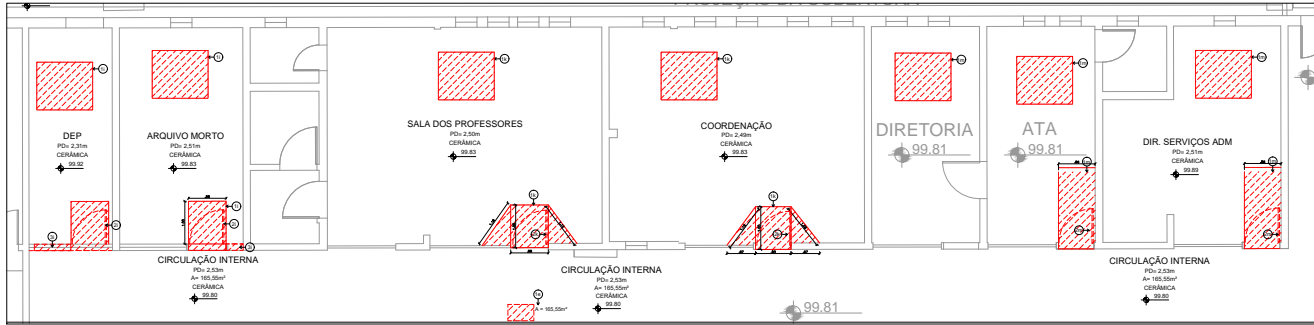 DEP
PD= 2,31m
CERÂMICA
99.92
ARQUIVO MORTO
PD= 2,51m
CERÂMICA
99.83
SALA DOS PROFESSORES
PD= 2,50m
CERÂMICA
99.83
COORDENAÇÃO
PD= 2,49m
CERÂMICA
99.83
DIRETORIA
99.81
ATA
99.81
DIR. SERVIÇOS ADM
PD= 2,51m
CERÂMICA
99.89
CIRCULAÇÃO INTERNA
PD= 2,53m
A= 165,55m²
CERÂMICA
99.80
CIRCULAÇÃO INTERNA
PD= 2,53m
A= 165,55m²
CERÂMICA
99.80
CIRCULAÇÃO INTERNA
PD= 2,53m
A= 165,55m²
CERÂMICA
99.80
A = 165,55m²
99.81